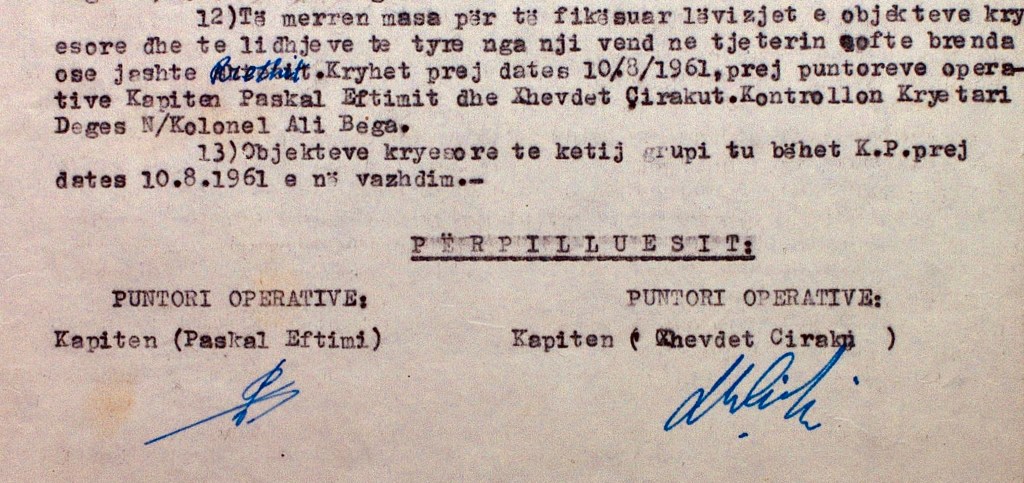 12)Të merren masa për të fiksuar lëvizjet e objekteve kry
esore dhe te lidhjeve te tyre nga nji vend ne tjeterin qofte brenda
ose jashte Rrethit.Kryhet prej dates 10/8/1961,prej puntoreve opera-
tive Kapiten Paskal Eftimit dhe Xhevdet Çirakut.Kontrollon Kryetari
Deges N/Kolonel Ali Bega.
13)Objekteve kryesore te ketij grupi tu bëhet K.P.prej
dates 10.8.1961 e në vazhdim.-
PËRPILLUESIT:
PUNTORI OPERATIVE: PUNTORI OPERATIVE:
Kapiten (Paskal Eftimi) Kapiten ( Xhevdet Ciraku )